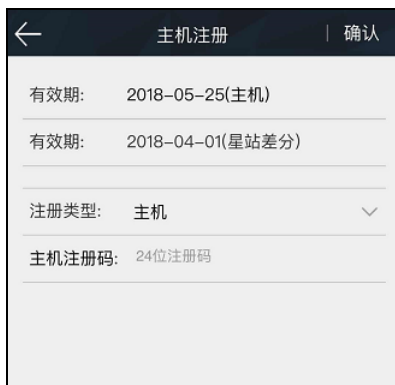 主机注册 | 确认
有效期: 2018-05-25(主机)
有效期: 2018-04-01(星站差分)
注册类型: 主机
主机注册码: 24位注册码